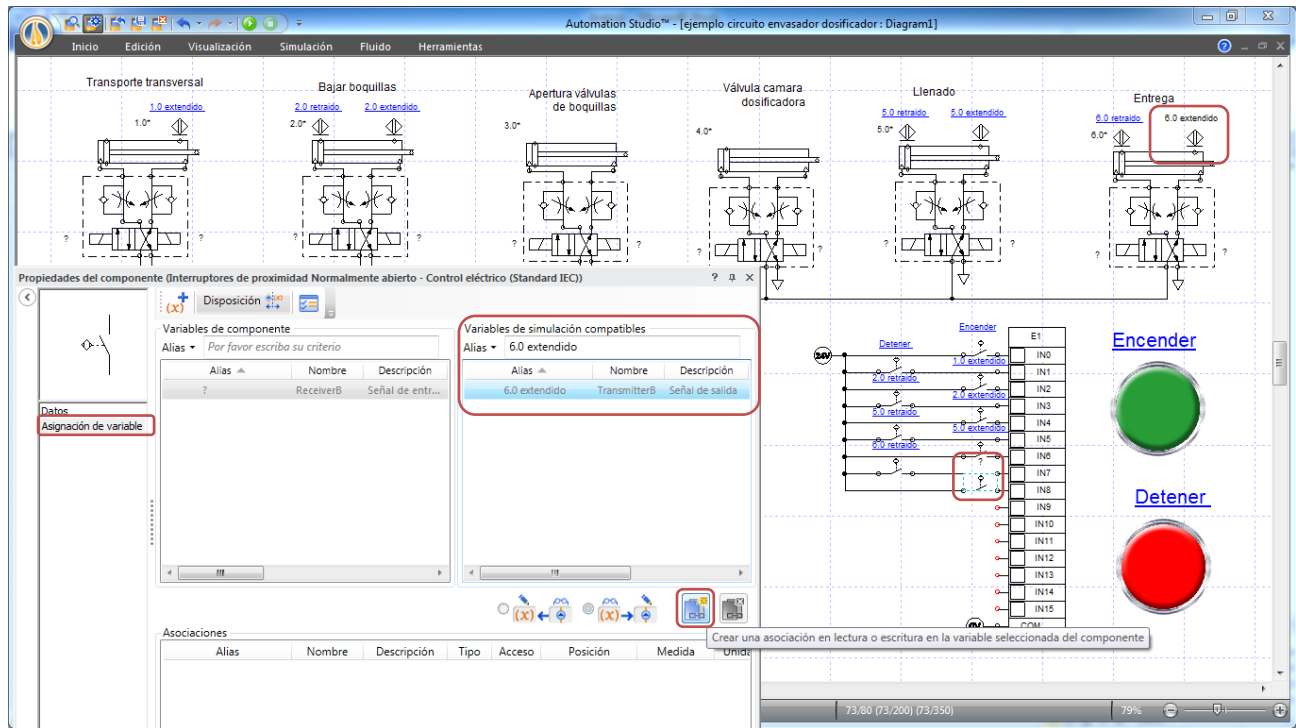 Automation Studio™ - [ejemplo circuito envasador dosificador : Diagram1]
Inicio Edición Visualización Simulación Fluido Herramientas
Transporte transversal
1.0 extendido
1.0*
?
?
Bajar boquillas
2.0 retraido 2.0 extendido
2.0*
?
?
Apertura válvulas
de boquillas
3.0*
?
?
Válvula camara
dosificadora
4.0*
?
?
Llenado
5.0 retraido 5.0 extendido
5.0*
?
?
Entrega
6.0 retraido 6.0 extendido
6.0*
?
?
Propiedades del componente (Interruptores de proximidad Normalmente abierto - Control eléctrico (Standard IEC))
Datos
Asignación de variable
(x) Disposición
Variables de componente
Alias Por favor escriba su criterio
Alias Nombre Descripción
? ReceiverB Señal de entr...
Variables de simulación compatibles
Alias 6.0 extendido
Alias Nombre Descripción
6.0 extendido TransmitterB Señal de salida
(x) (x)
Crear una asociación en lectura o escritura en la variable seleccionada del componente
Asociaciones
Alias Nombre Descripción Tipo Acceso Posición Medida Unida
24V
Detener
Encender
1.0 extendido
2.0 retraido
2.0 extendido
5.0 retraido
5.0 extendido
6.0 retraido
?
E1
IN0
IN1
IN2
IN3
IN4
IN5
IN6
IN7
IN8
IN9
IN10
IN11
IN12
IN13
IN14
IN15
COM
Encender
Detener
73/80 (73/200) (73/350)
79%